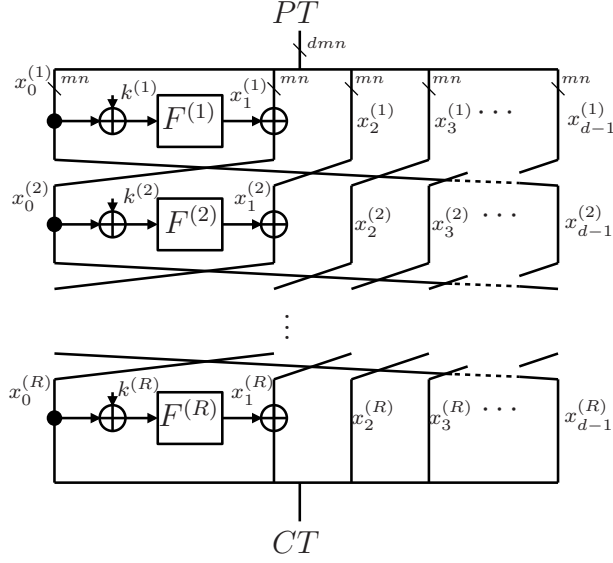 PT
dmn
x_0^{(1)} mn k^{(1)} F^{(1)} x_1^{(1)} mn mn x_2^{(1)} mn x_3^{(1)} ··· mn x_{d-1}^{(1)}
x_0^{(2)} k^{(2)} F^{(2)} x_1^{(2)} x_2^{(2)} x_3^{(2)} ··· x_{d-1}^{(2)}
⋮
x_0^{(R)} k^{(R)} F^{(R)} x_1^{(R)} x_2^{(R)} x_3^{(R)} ··· x_{d-1}^{(R)}
CT